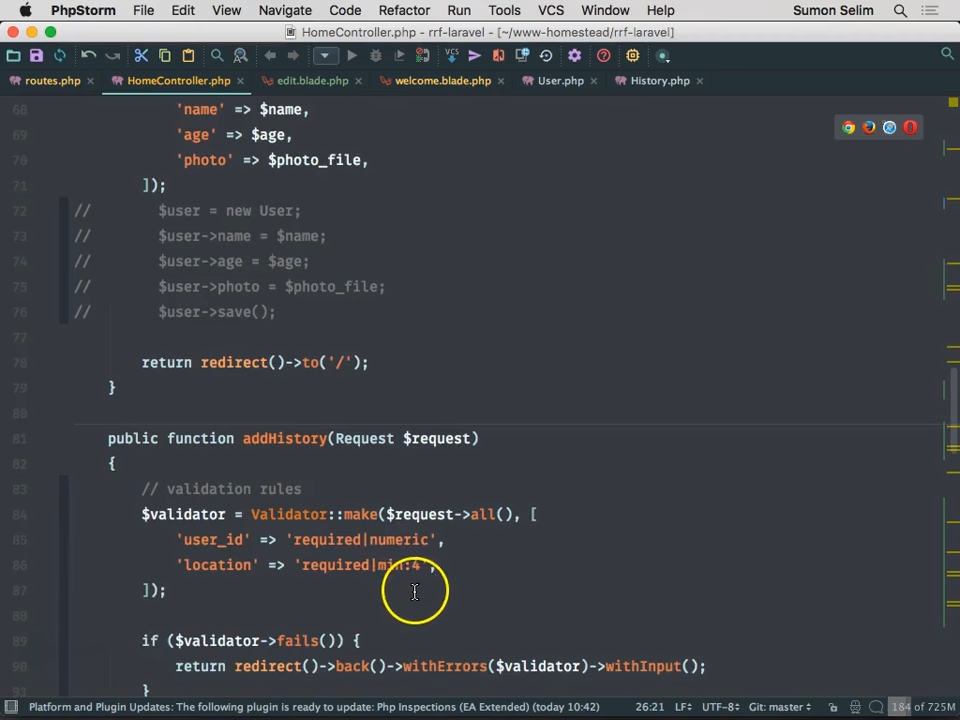 PhpStorm File Edit View Navigate Code Refactor Run Tools VCS Window Help Sumon Selim
HomeController.php - rrf-laravel - [~/www-homestead/rrf-laravel]
routes.php HomeController.php edit.blade.php welcome.blade.php User.php History.php
68 'name' => $name,
69 'age' => $age,
70 'photo' => $photo_file,
71 ]);
72 // $user = new User;
73 // $user->name = $name;
74 // $user->age = $age;
75 // $user->photo = $photo_file;
76 // $user->save();
77
78 return redirect()->to('/');
79 }
80
81 public function addHistory(Request $request)
82 {
83 // validation rules
84 $validator = Validator::make($request->all(), [
85 'user_id' => 'required|numeric',
86 'location' => 'required|min:4',
87 ]);
88
89 if ($validator->fails()) {
90 return redirect()->back()->withErrors($validator)->withInput();
93 }
Platform and Plugin Updates: The following plugin is ready to update: Php Inspections (EA Extended) (today 10:42) 26:21 LF÷ UTF-8÷ Git: master÷ 184 of 725M